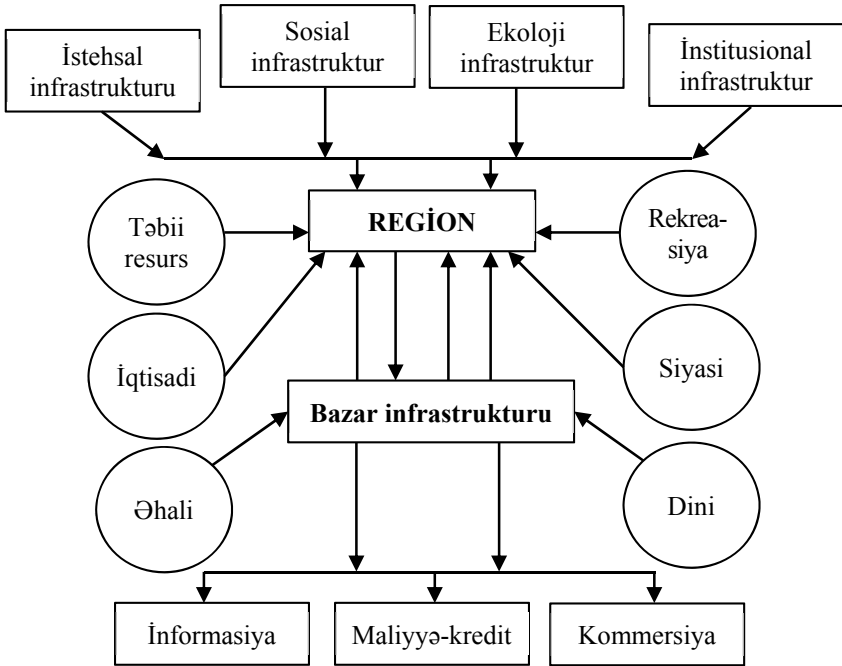 İstehsal
infrastrukturu
Sosial
infrastruktur
Ekoloji
infrastruktur
İnstitusional
infrastruktur
Təbii
resurs
REGİON
Rekrea-
siya
İqtisadi
Siyasi
Bazar infrastrukturu
Əhali
Dini
İnformasiya
Maliyyə-kredit
Kommersiya